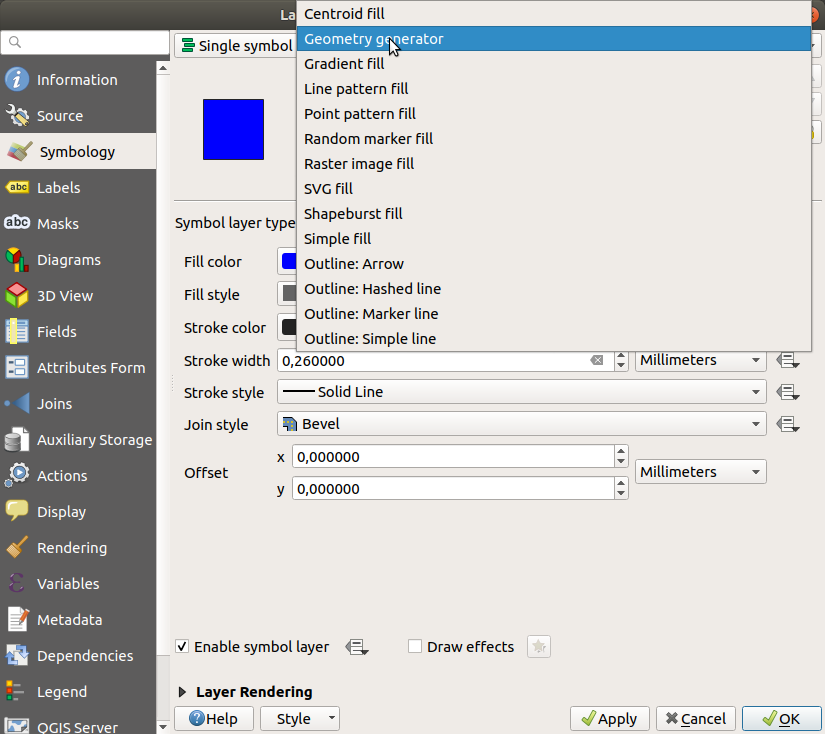 La
Centroid fill
Single symbol
Geometry generator
Gradient fill
Line pattern fill
Point pattern fill
Random marker fill
Raster image fill
SVG fill
Shapeburst fill
Simple fill
Outline: Arrow
Outline: Hashed line
Outline: Marker line
Outline: Simple line
Information
Source
Symbology
abc Labels
abc Masks
Diagrams
3D View
Fields
Attributes Form
Joins
Auxiliary Storage
Actions
Display
Rendering
Variables
Metadata
Dependencies
Legend
QGIS Server
Symbol layer type
Fill color
Fill style
Stroke color
Stroke width 0,260000 Millimeters
Stroke style Solid Line
Join style Bevel
Offset
x 0,000000
y 0,000000
Millimeters
Enable symbol layer
Draw effects
Layer Rendering
Help
Style
Apply
Cancel
OK